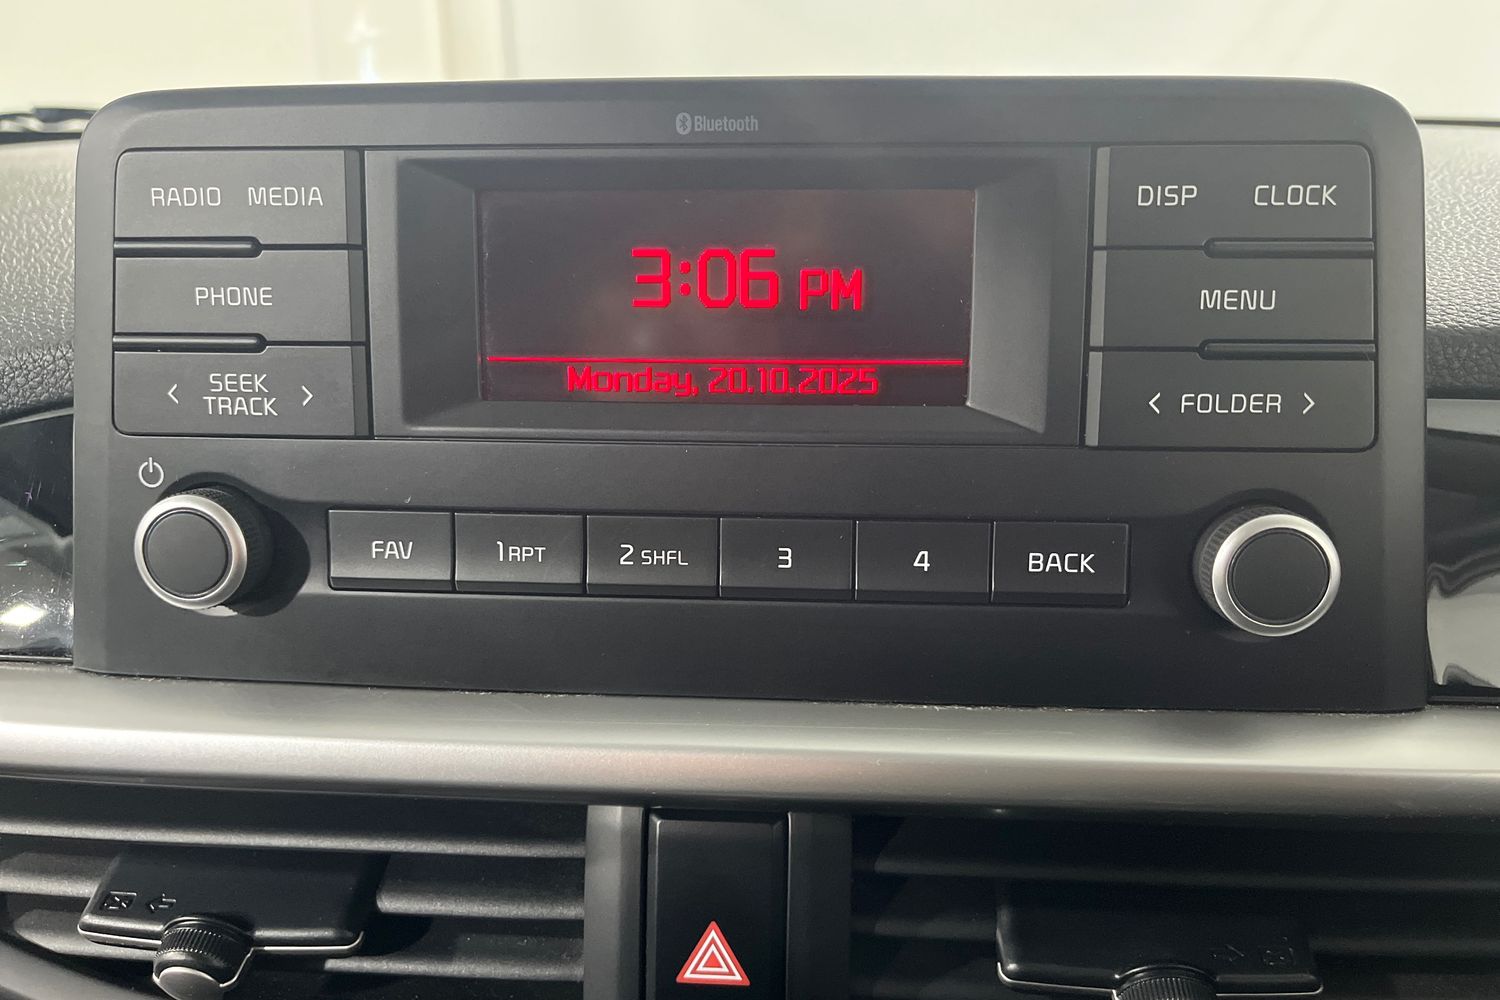 Bluetooth
RADIO MEDIA
PHONE
< SEEK TRACK >
3:06 PM
Monday, 20.10.2025
DISP CLOCK
MENU
< FOLDER >
FAV
1 RPT
2 SHFL
3
4
BACK